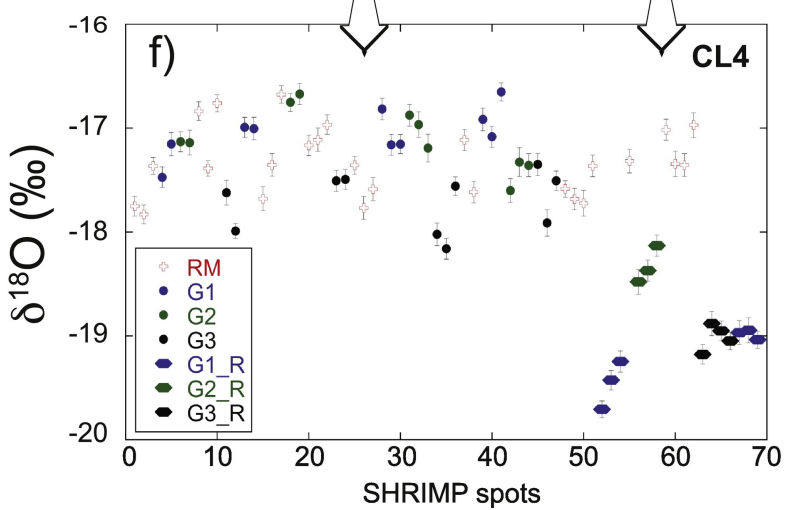 -16
f)
CL4
-17
-18
-19
-20
δ18O (‰)
RM
G1
G2
G3
G1_R
G2_R
G3_R
0 10 20 30 40 50 60 70
SHRIMP spots